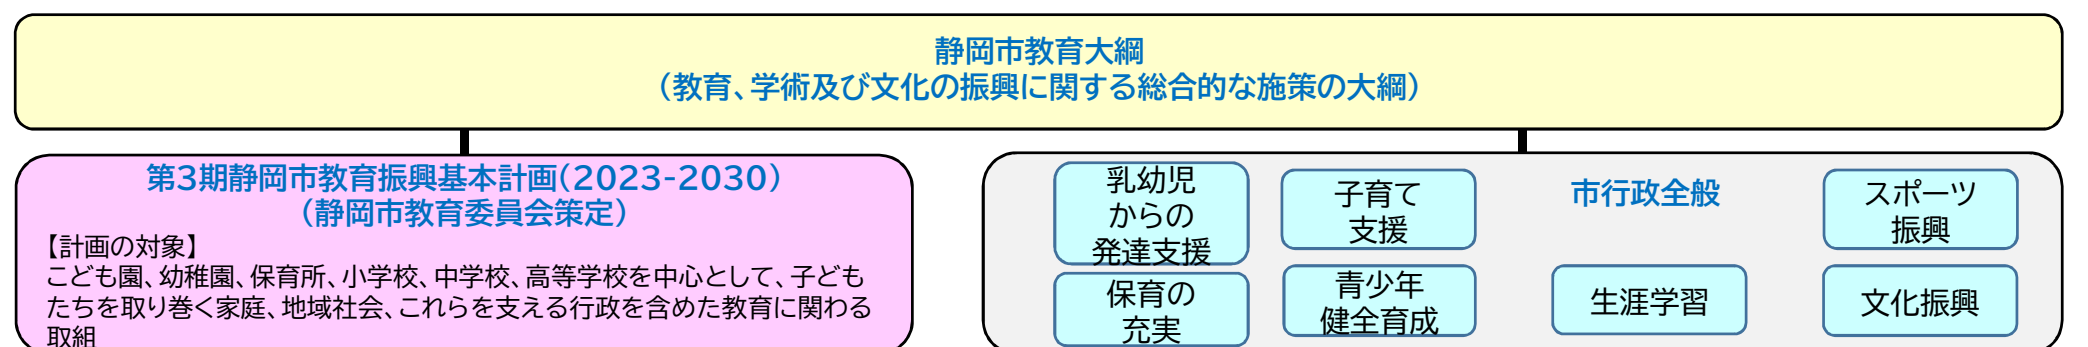 静岡市教育大綱
（教育、学術及び文化の振興に関する総合的な施策の大綱）
第3期静岡市教育振興基本計画（2023-2030）
（静岡市教育委員会策定）
【計画の対象】
こども園、幼稚園、保育所、小学校、中学校、高等学校を中心として、子ども
たちを取り巻く家庭、地域社会、これらを支える行政を含めた教育に関わる
取組
乳幼児
からの
発達支援
子育て
支援
市行政全般
スポーツ
振興
保育の
充実
青少年
健全育成
生涯学習
文化振興